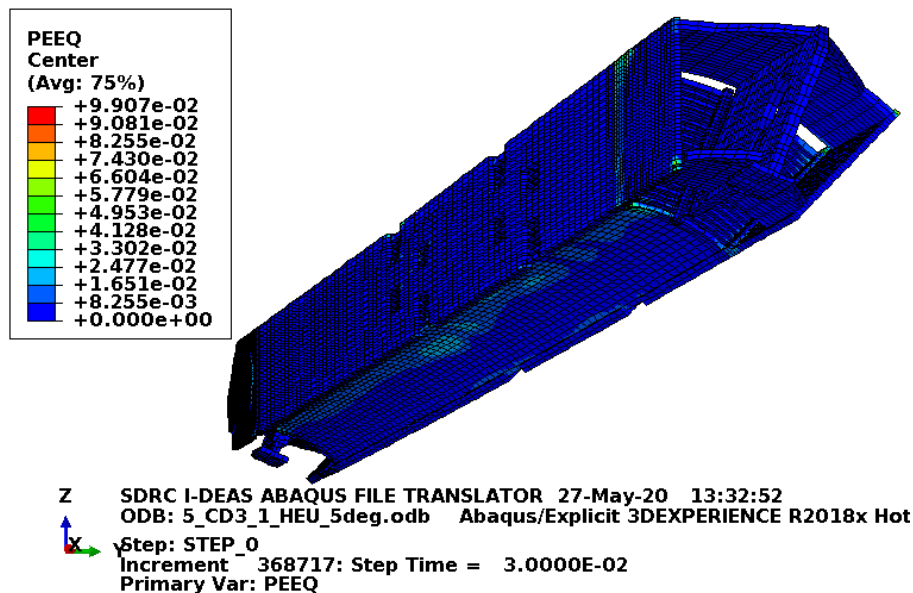 PEEQ
Center
(Avg: 75%)
+9.907e-02
+9.081e-02
+8.255e-02
+7.430e-02
+6.604e-02
+5.779e-02
+4.953e-02
+4.128e-02
+3.302e-02
+2.477e-02
+1.651e-02
+8.255e-03
+0.000e+00
Z
X
Y
SDRC I-DEAS ABAQUS FILE TRANSLATOR 27-May-20 13:32:52
ODB: 5_CD3_1_HEU_5deg.odb Abaqus/Explicit 3DEXPERIENCE R2018x Hot
Step: STEP_0
Increment 368717: Step Time = 3.0000E-02
Primary Var: PEEQ